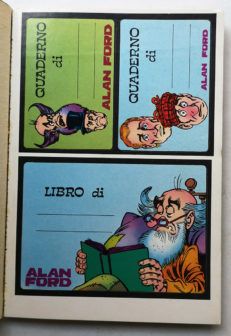 QUADERNO
di
ALAN FORD
QUADERNO
di
ALAN FORD
LIBRO di
ALAN
FORD